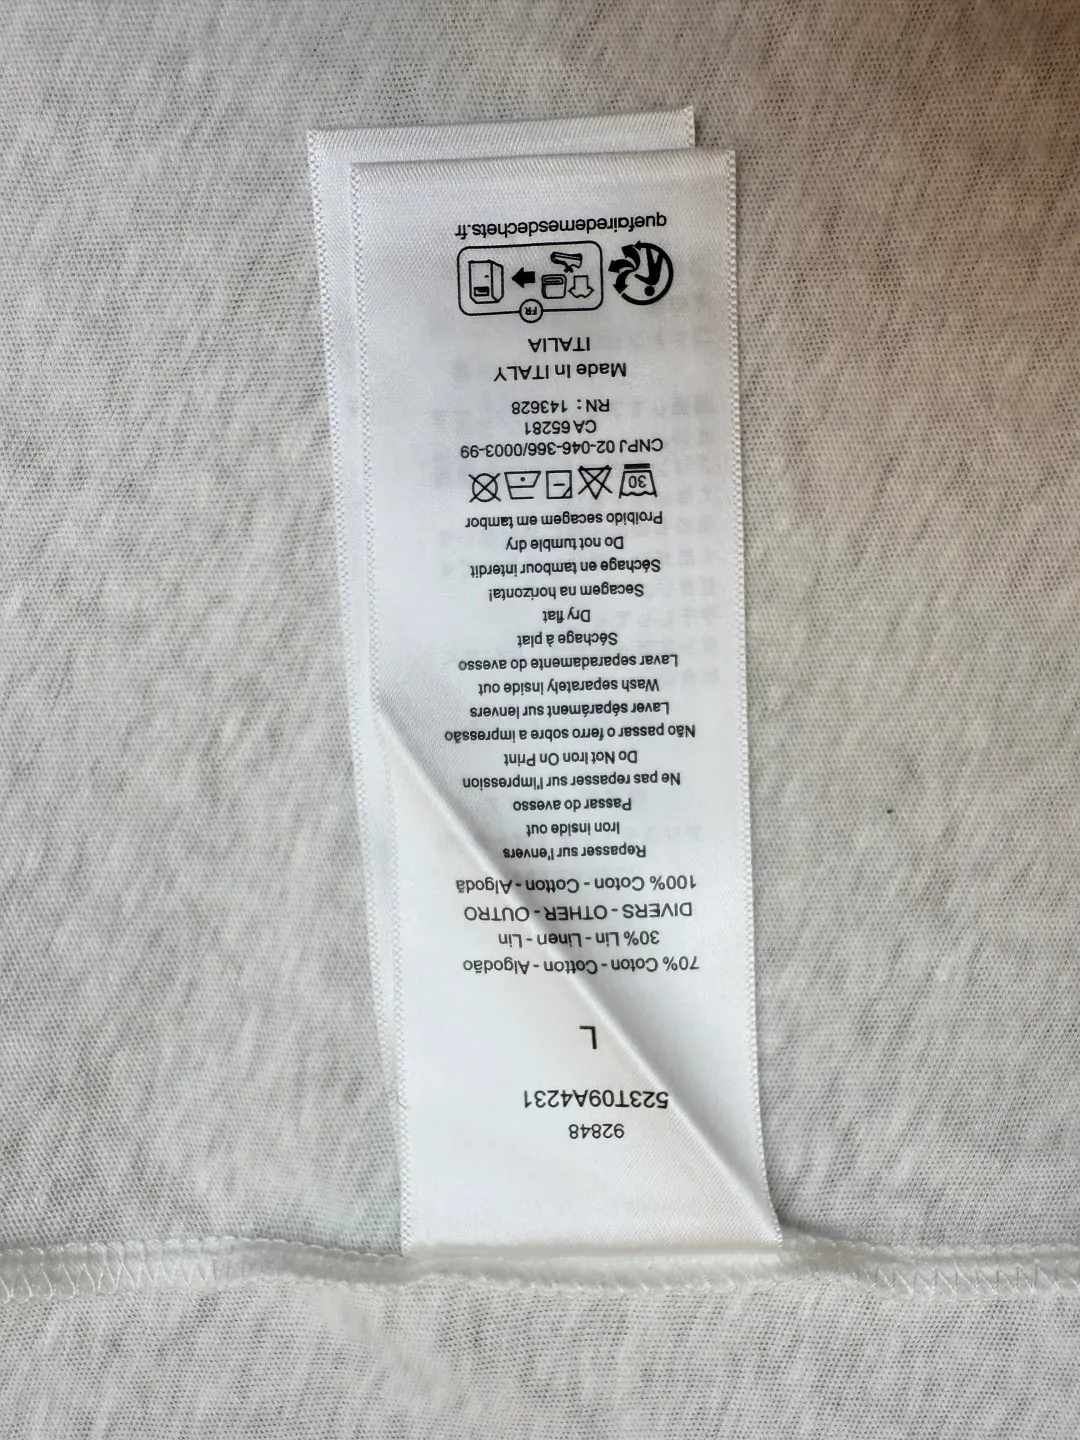 92848
523T09A4231
L
70% Coton - Cotton - Algodão
30% Lin - Linen - Lin
DIVERS - OTHER - OUTRO
100% Coton - Cotton - Algodã
Repasser sur l'envers
Iron inside out
Passar do avesso
Ne pas repasser sur l'impression
Do Not Iron On Print
Não passar o ferro sobre a impressão
Laver séparément sur lenvers
Wash separately inside out
Lavar separadamente do avesso
Séchage à plat
Dry flat
Secagem na horizonta!
Séchage en tambour interdit
Do not tumble dry
Proibido secagem em tambor
30
CNPJ 02-046-366/0003-99
CA 65281
RN : 143628
Made In ITALY
ITALIA
FR
quefairedemesdechets.fr